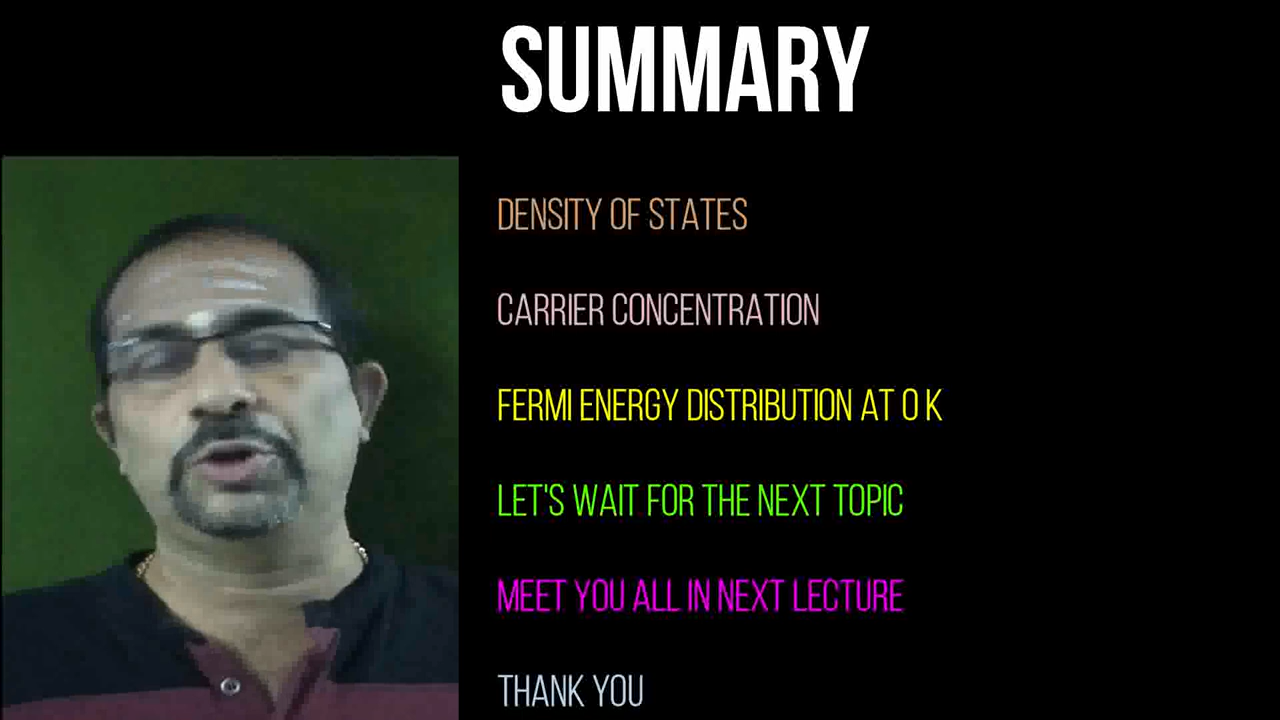 SUMMARY
DENSITY OF STATES
CARRIER CONCENTRATION
FERMI ENERGY DISTRIBUTION AT 0 K
LET'S WAIT FOR THE NEXT TOPIC
MEET YOU ALL IN NEXT LECTURE
THANK YOU